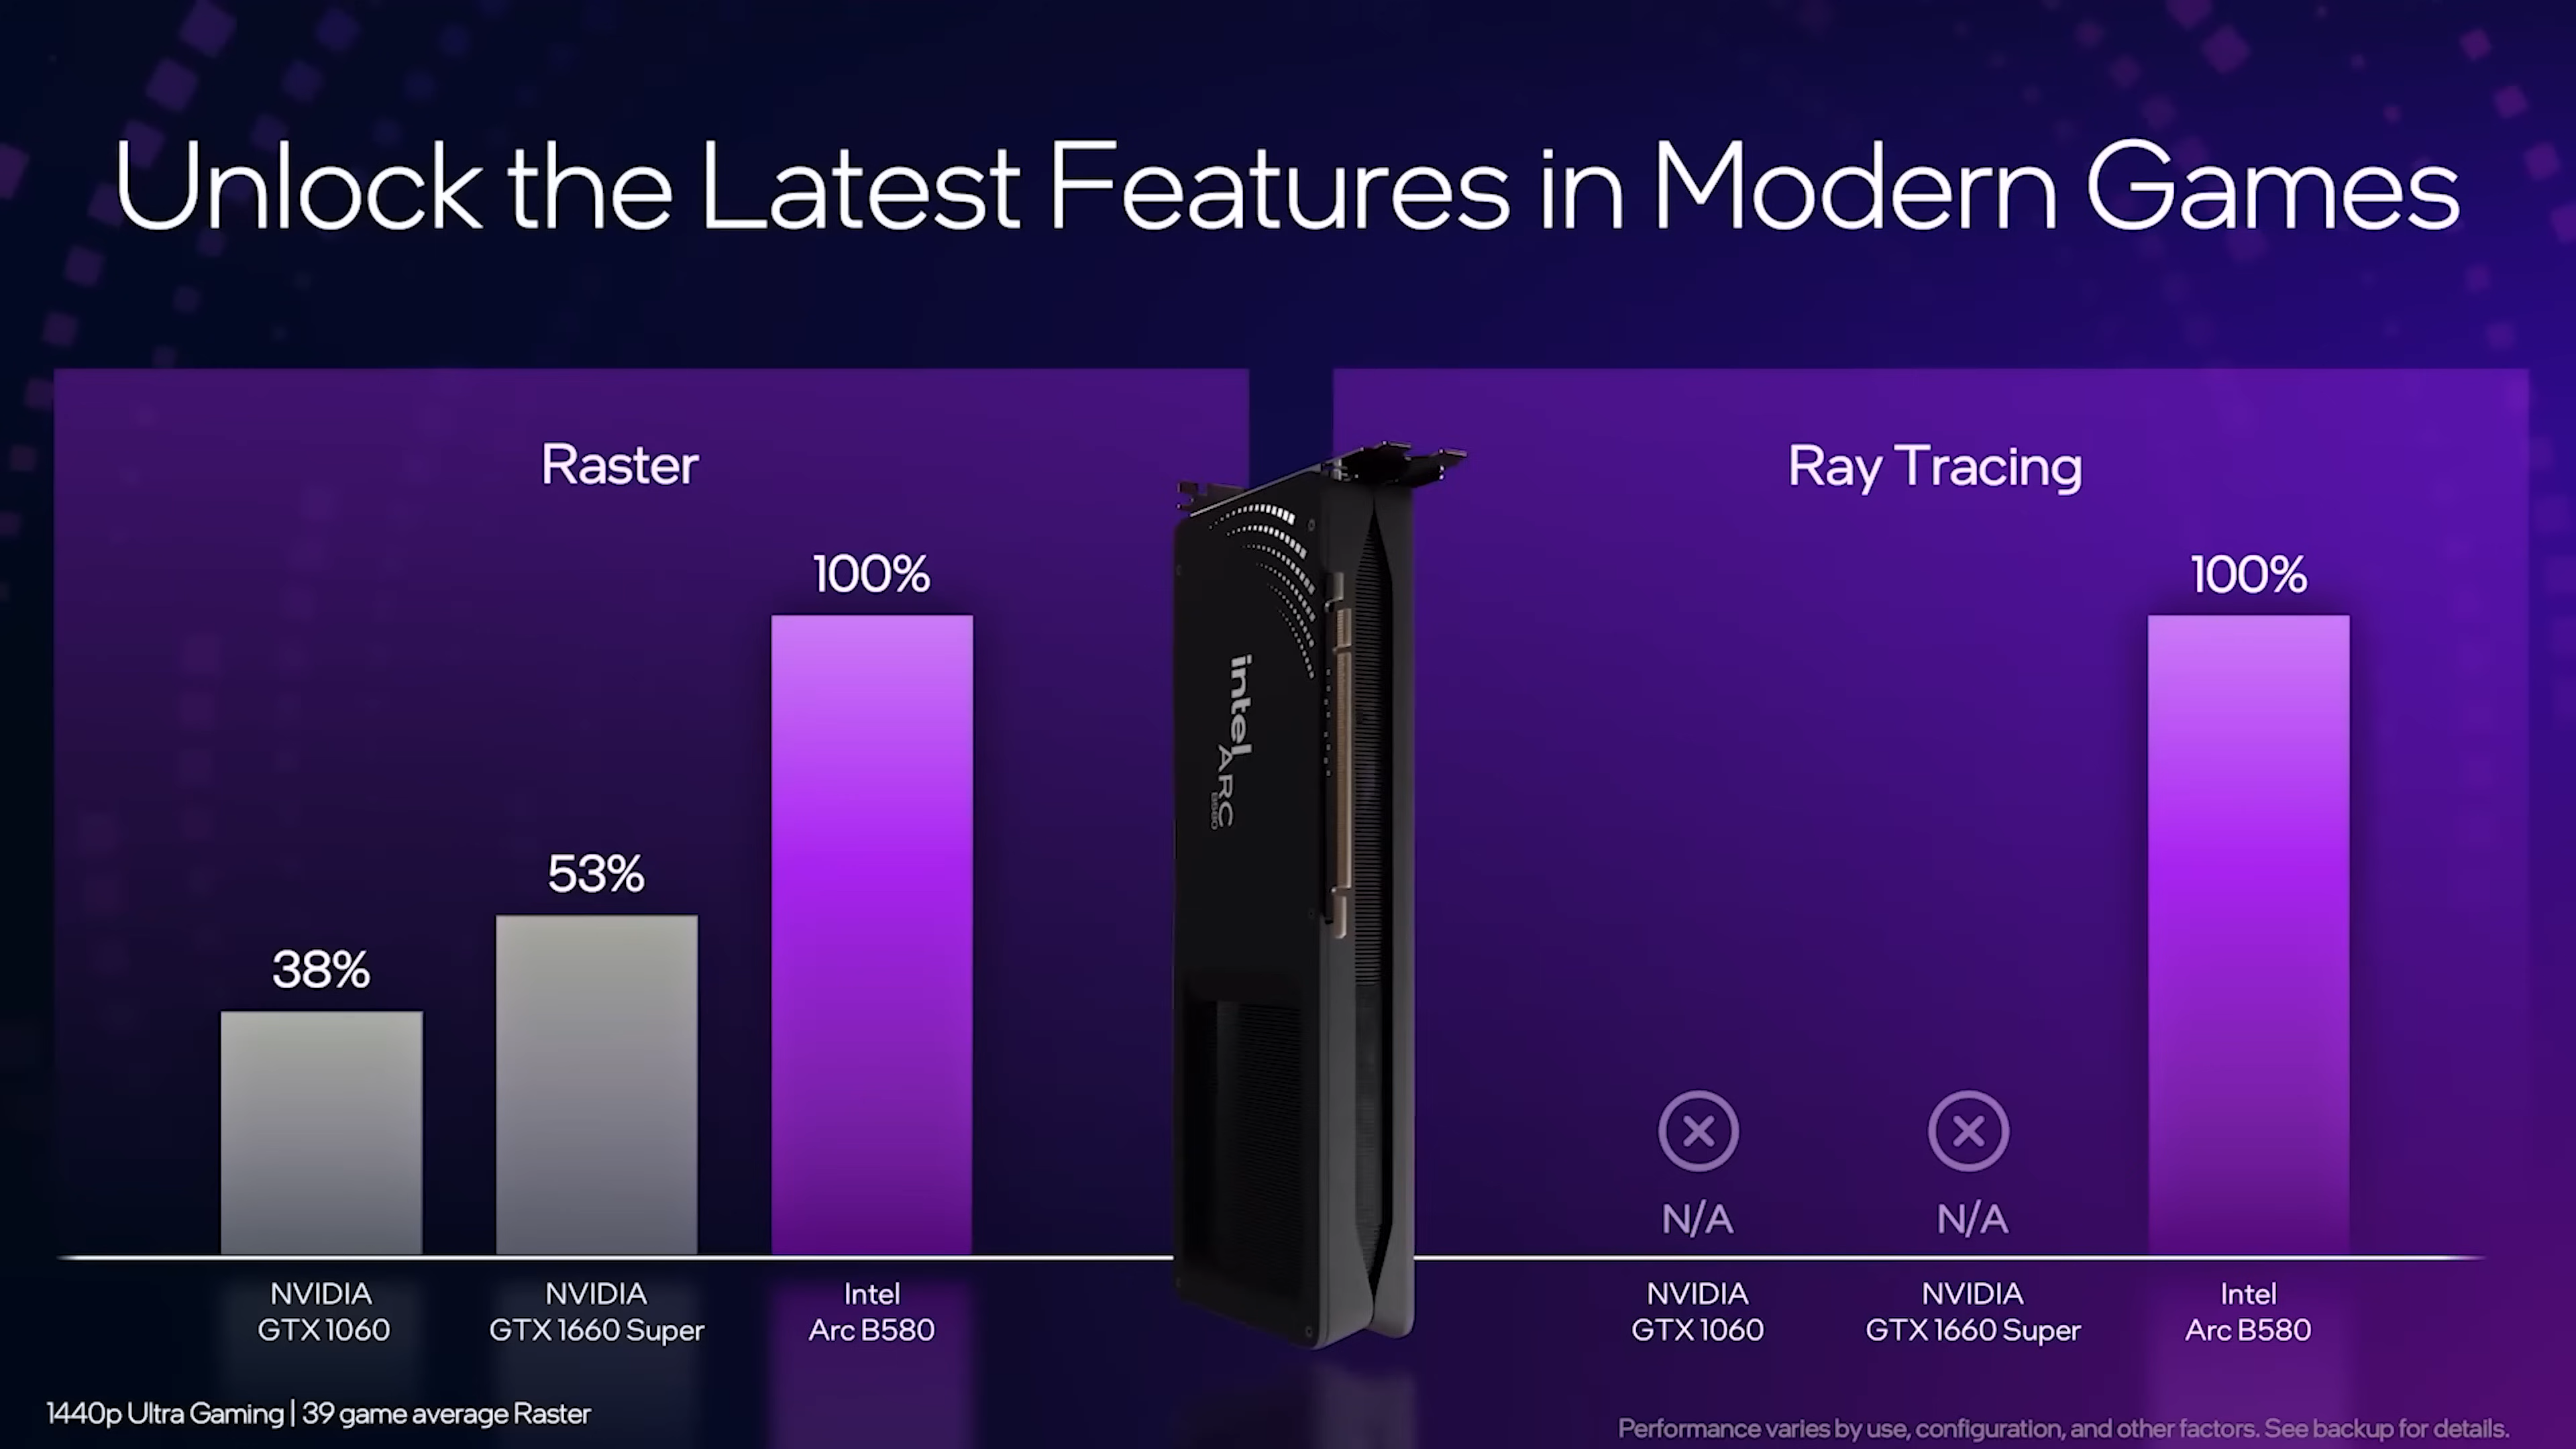 Unlock the Latest Features in Modern Games
Raster
100%
53%
38%
NVIDIA
GTX 1060
NVIDIA
GTX 1660 Super
Intel
Arc B580
intel
ARC
B580
Ray Tracing
100%
N/A
N/A
NVIDIA
GTX 1060
NVIDIA
GTX 1660 Super
Intel
Arc B580
1440p Ultra Gaming | 39 game average Raster
Performance varies by use, configuration, and other factors. See backup for details.